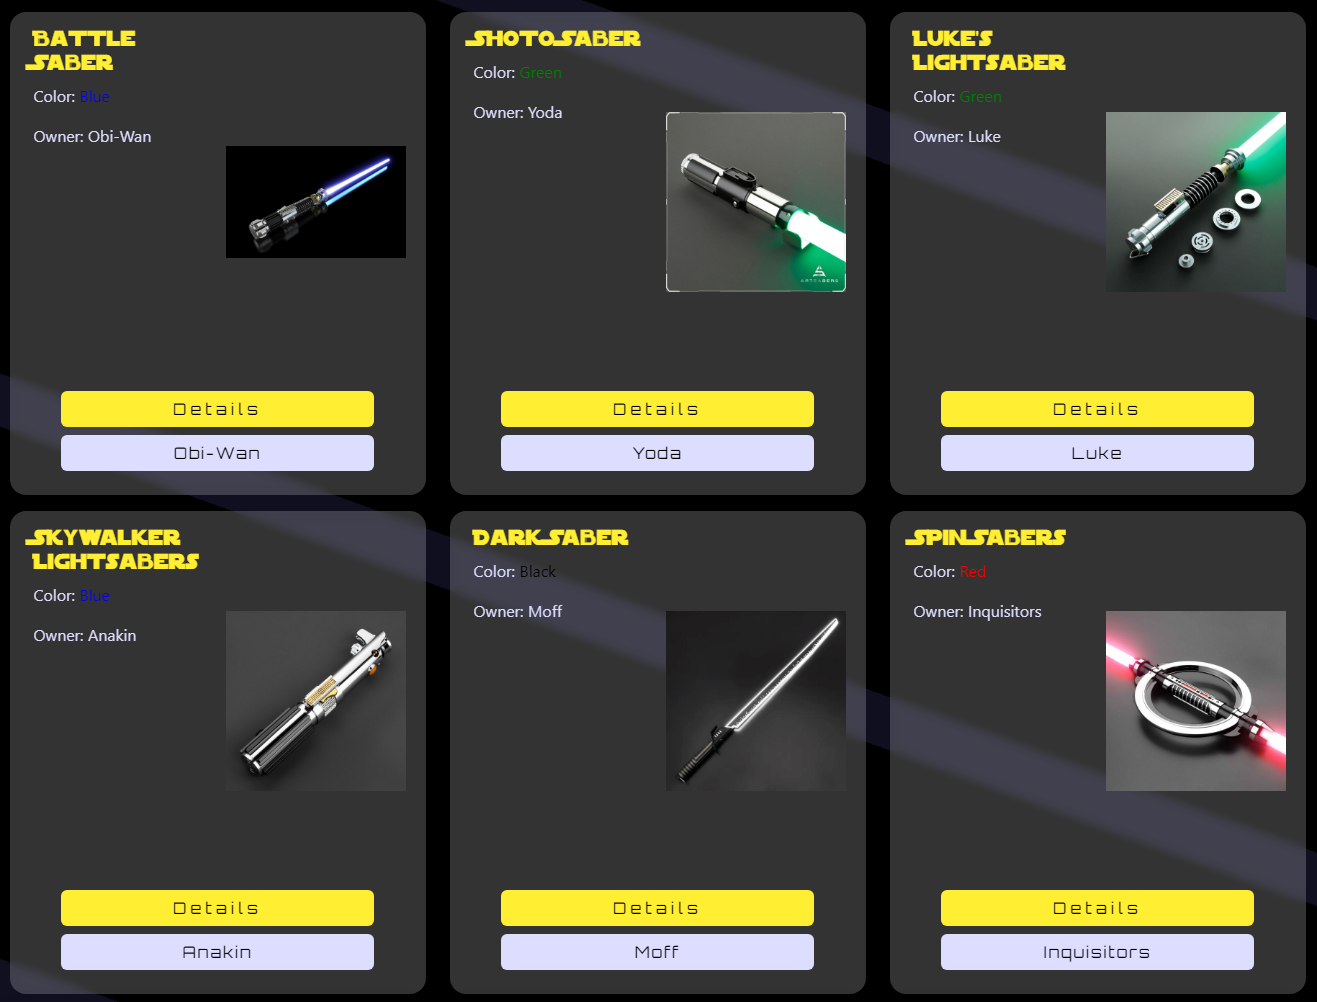 Battle
Saber
Color: Blue
Owner: Obi-Wan
Details
Obi-Wan
Shoto Saber
Color: Green
Owner: Yoda
ARTSABERS
Details
Yoda
Luke's
Lightsaber
Color: Green
Owner: Luke
Details
Luke
Skywalker
Lightsabers
Color: Blue
Owner: Anakin
Details
Anakin
Dark Saber
Color: Black
Owner: Moff
Details
Moff
Spin Sabers
Color: Red
Owner: Inquisitors
Details
Inquisitors